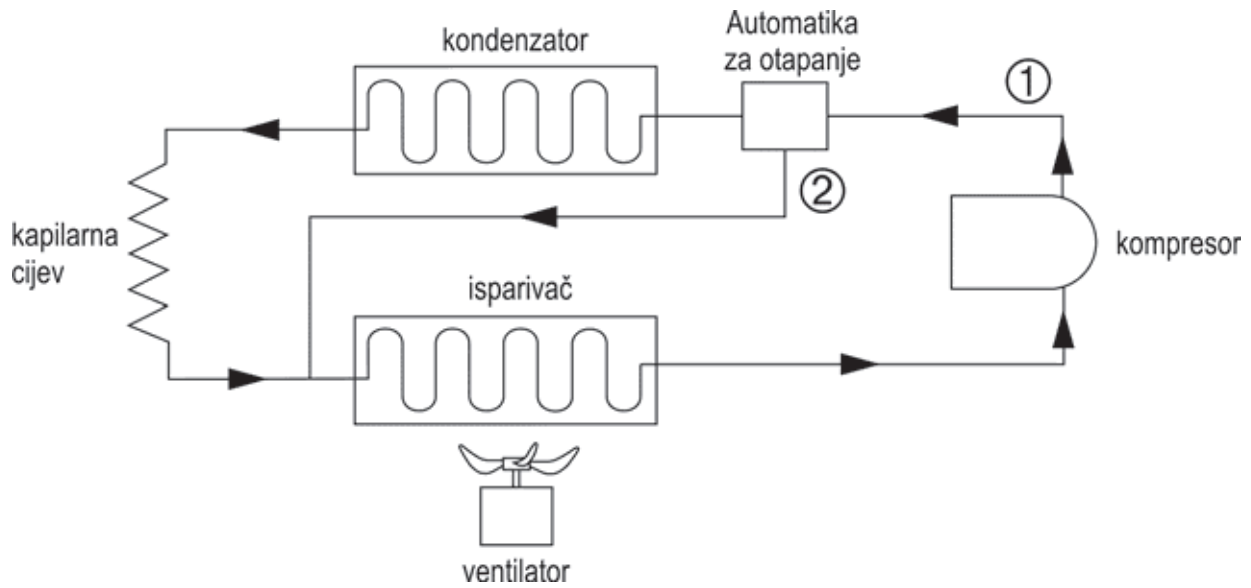 kondenzator
Automatika
za otapanje
①
②
kapilarna
cijev
kompresor
isparivač
ventilator